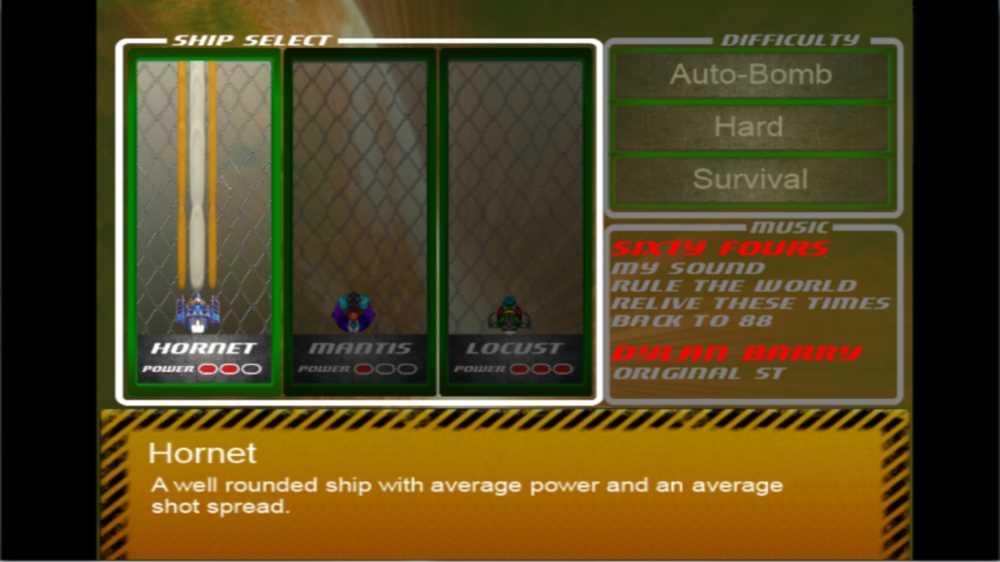 SHIP SELECT
HORNET
POWER
MANTIS
POWER
LOCUST
POWER
DIFFICULTY
Auto-Bomb
Hard
Survival
MUSIC
SIXTY FOURS
MY SOUND
RULE THE WORLD
RELIVE THESE TIMES
BACK TO 88
DYLAN BARRY
ORIGINAL ST
Hornet
A well rounded ship with average power and an average
shot spread.